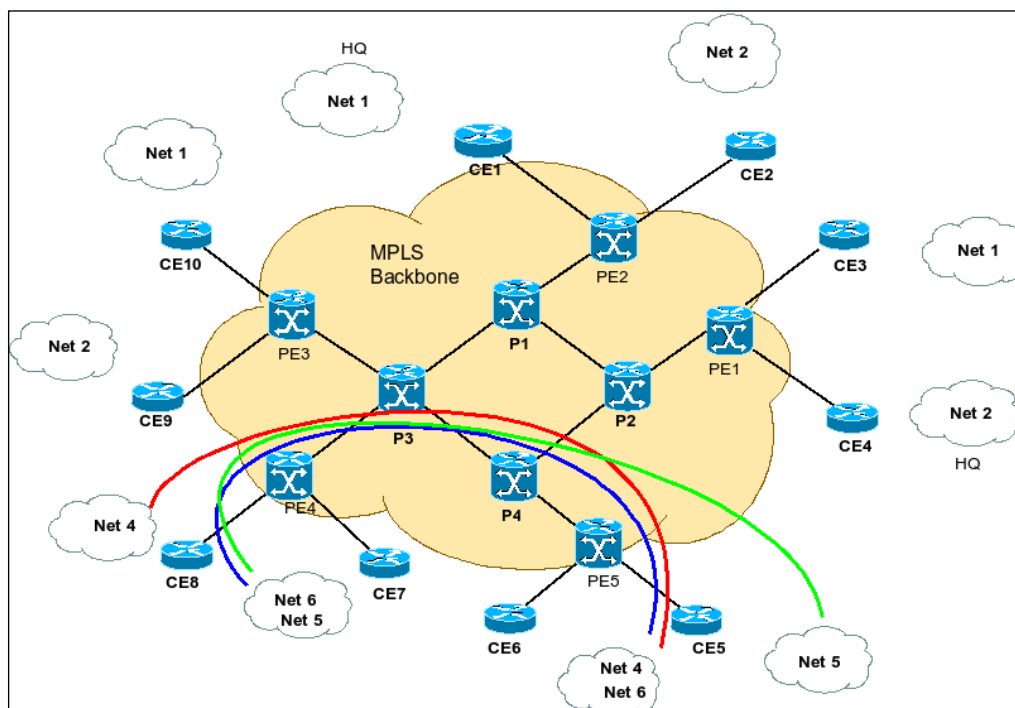 HQ
Net 2
Net 1
Net 1
CE1
CE2
CE10
MPLS
Backbone
PE2
CE3
Net 1
P1
PE3
PE1
Net 2
P2
CE9
P3
CE4
Net 2
HQ
Net 4
PE4
P4
CE8
CE7
PE5
Net 6
Net 5
CE6
CE5
Net 4
Net 6
Net 5